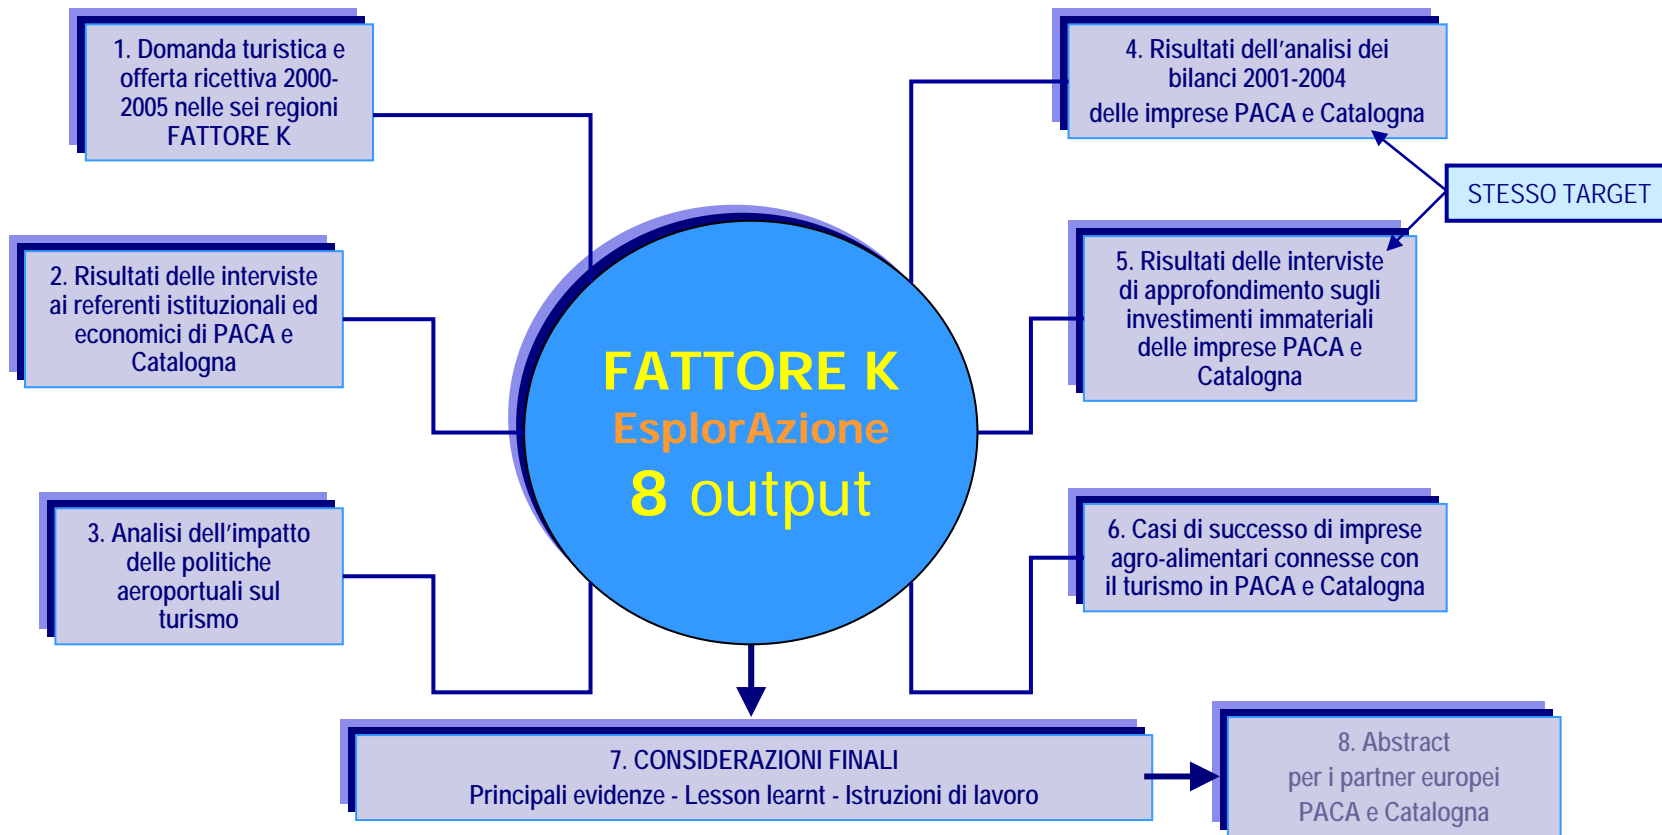 1. Domanda turistica e
offerta ricettiva 2000-
2005 nelle sei regioni
FATTORE K
2. Risultati delle interviste
ai referenti istituzionali ed
economici di PACA e
Catalogna
3. Analisi dell'impatto
delle politiche
aeroportuali sul
turismo
FATTORE K
EsplorAzione
8 output
4. Risultati dell'analisi dei
bilanci 2001-2004
delle imprese PACA e Catalogna
STESSO TARGET
5. Risultati delle interviste
di approfondimento sugli
investimenti immateriali
delle imprese PACA e
Catalogna
6. Casi di successo di imprese
agro-alimentari connesse con
il turismo in PACA e Catalogna
7. CONSIDERAZIONI FINALI
Principali evidenze - Lesson learnt - Istruzioni di lavoro
8. Abstract
per i partner europei
PACA e Catalogna